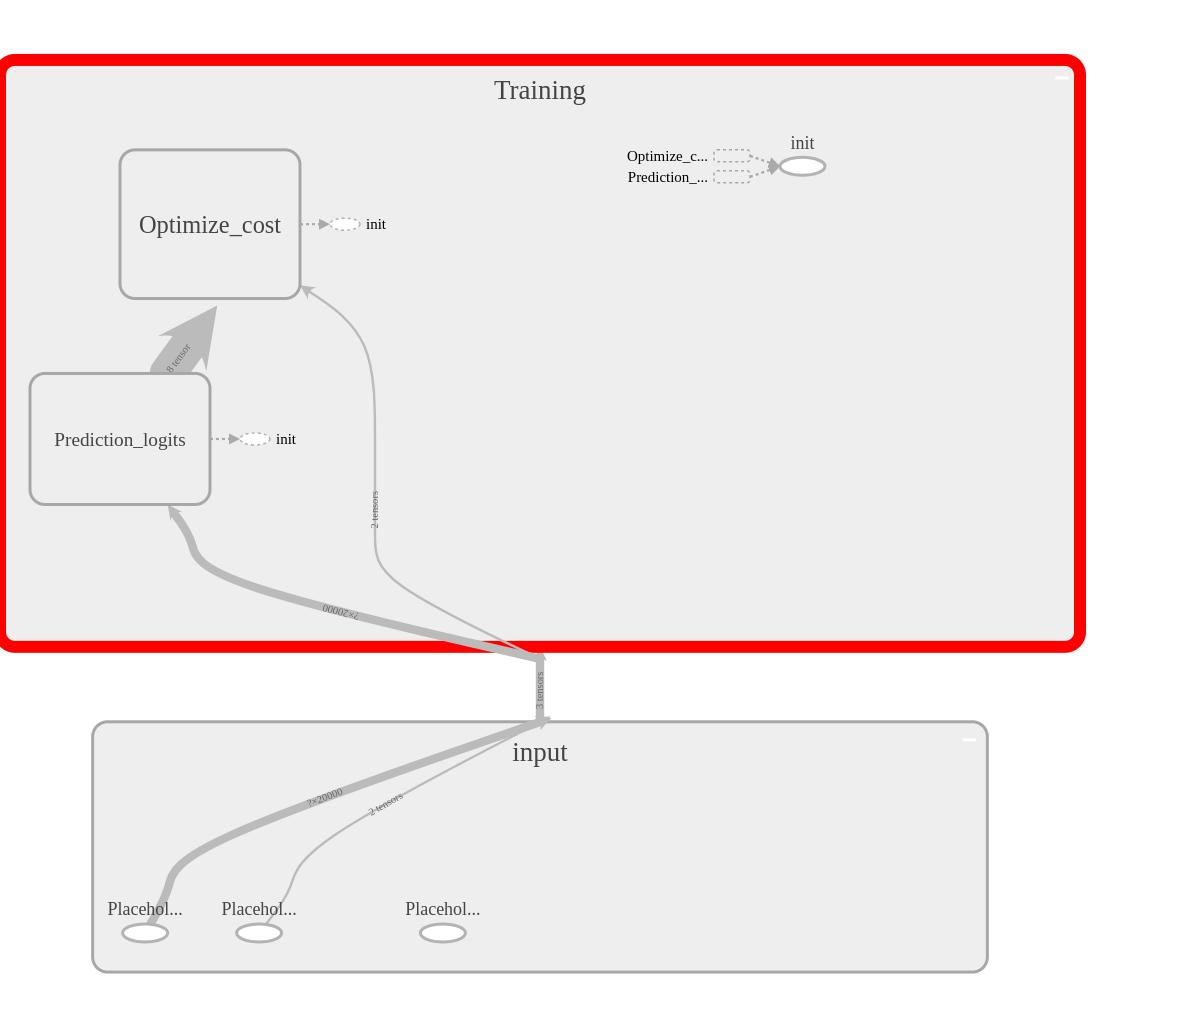 Training
init
Optimize_c...
Prediction_...
Optimize_cost
init
8 tensor
Prediction_logits
init
2 tensors
?×20000
3 tensors
input
?×20000
2 tensors
Placehol...
Placehol...
Placehol...